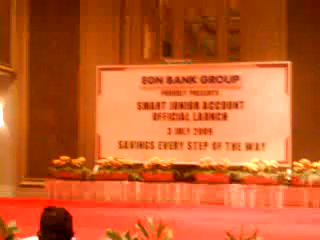 EON BANK GROUP
PROUDLY PRESENTS
SMART JUNIOR ACCOUNT
OFFICIAL LAUNCH
3 JULY 2009
SAVINGS EVERY STEP OF THE WAY